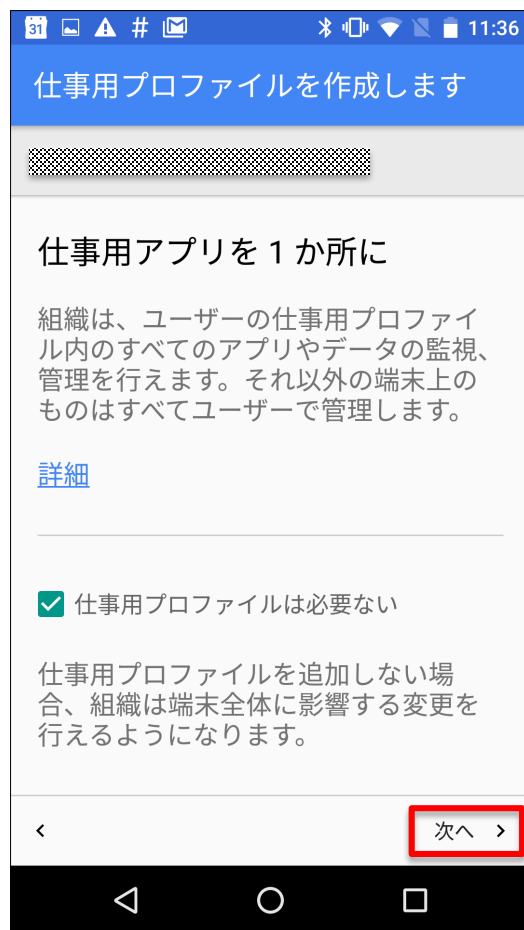 31 # M 11:36
仕事用プロファイルを作成します
仕事用アプリを 1 か所に
組織は、ユーザーの仕事用プロファイ
ル内のすべてのアプリやデータの監視、
管理を行えます。それ以外の端末上の
ものはすべてユーザーで管理します。
詳細
仕事用プロファイルは必要ない
仕事用プロファイルを追加しない場
合、組織は端末全体に影響する変更を
行えるようになります。
次へ